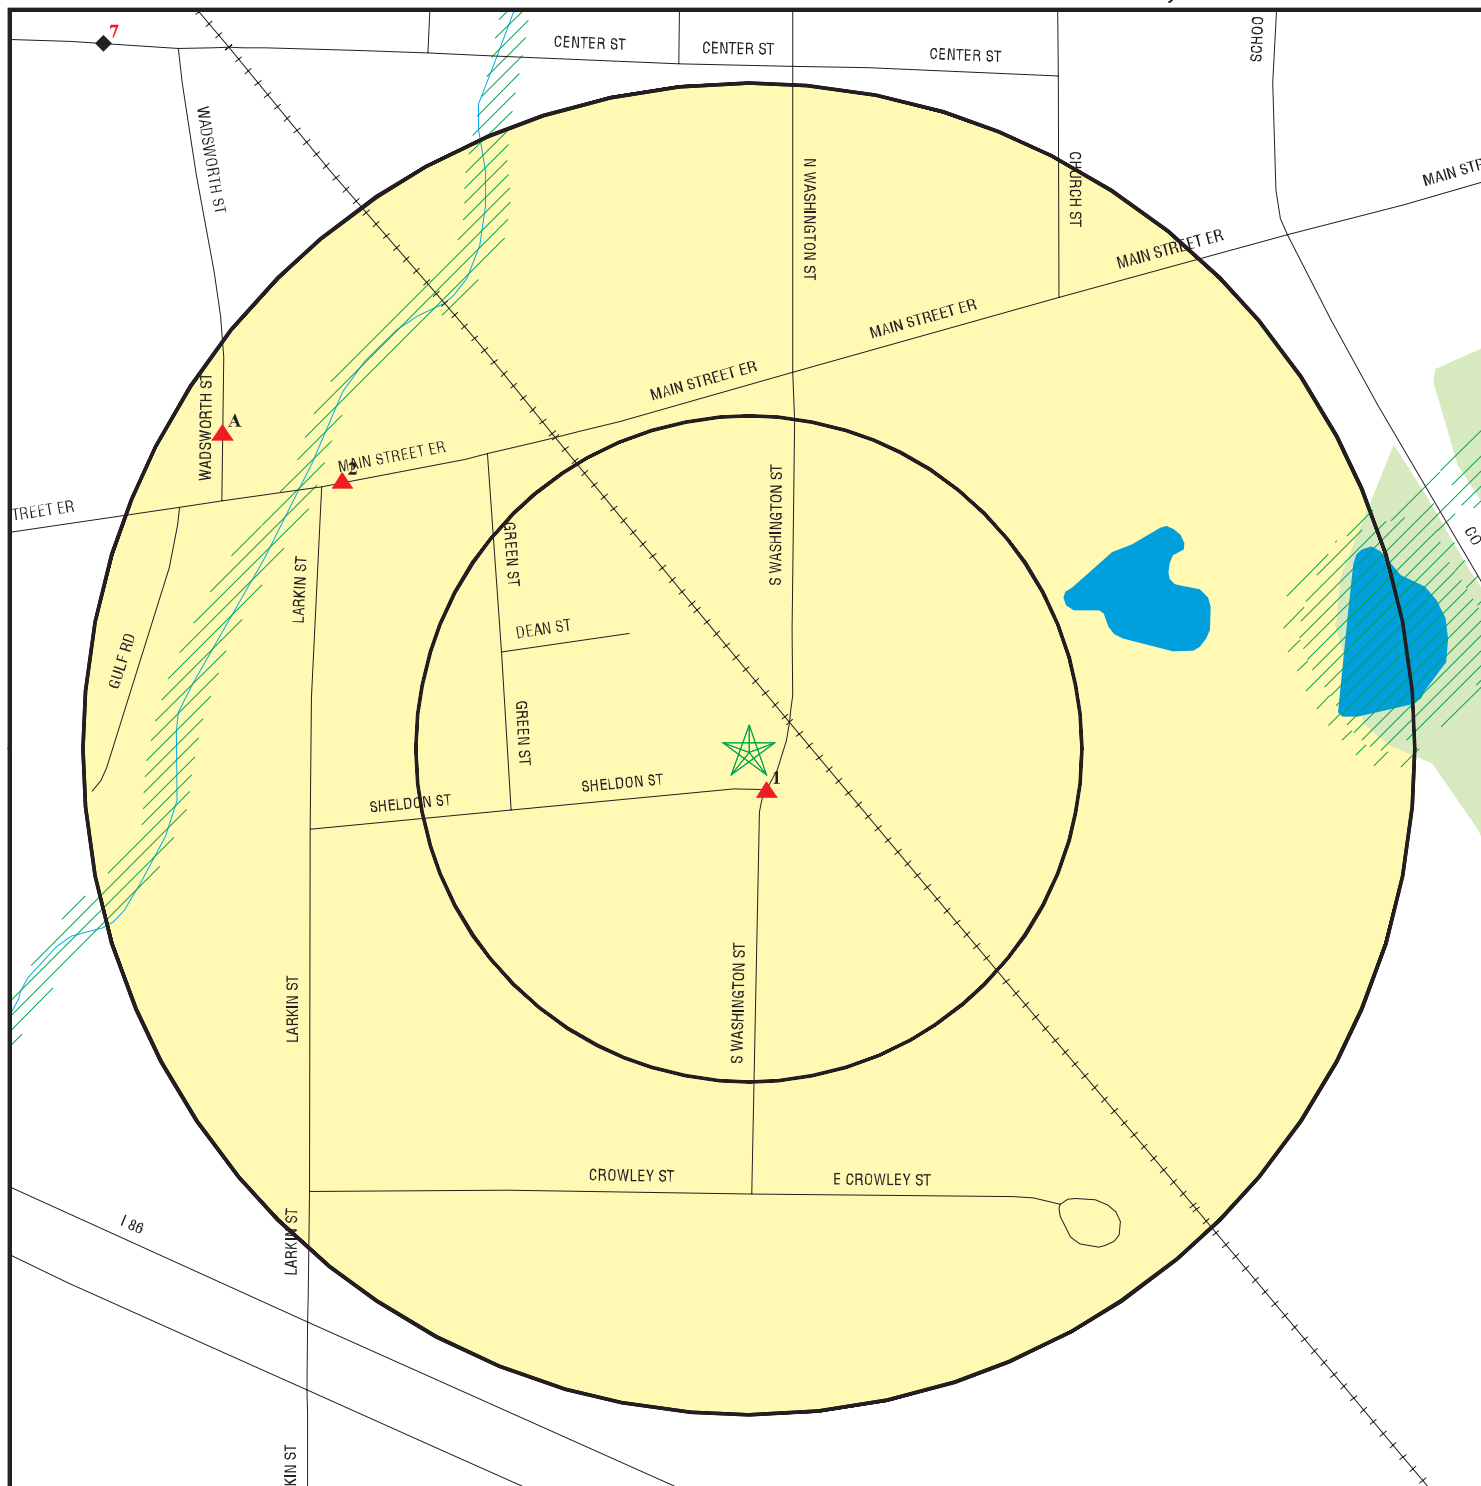 7
CENTER ST
CENTER ST
CENTER ST
SCHOO
WADSWORTH ST
N WASHINGTON ST
CHURCH ST
MAIN STR
MAIN STREET ER
MAIN STREET ER
MAIN STREET ER
WADSWORTH ST
A
MAIN STREET ER
2
TREET ER
GREEN ST
S WASHINGTON ST
CO
LARKIN ST
DEAN ST
GULF RD
GREEN ST
1
SHELDON ST
SHELDON ST
LARKIN ST
S WASHINGTON ST
CROWLEY ST
E CROWLEY ST
I 86
LARKIN ST
KIN ST